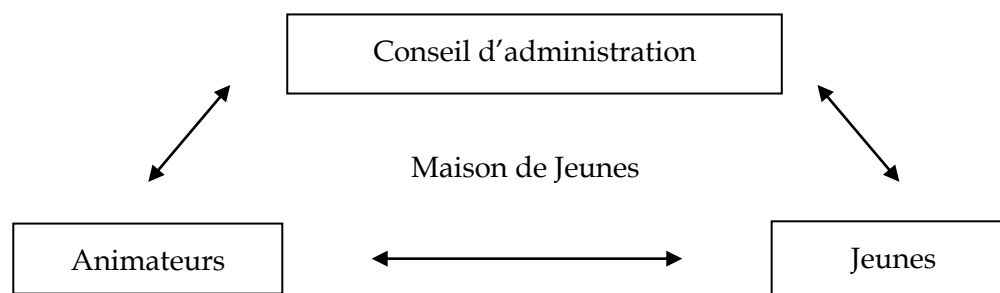 Conseil d’administration
Maison de Jeunes
Animateurs
Jeunes